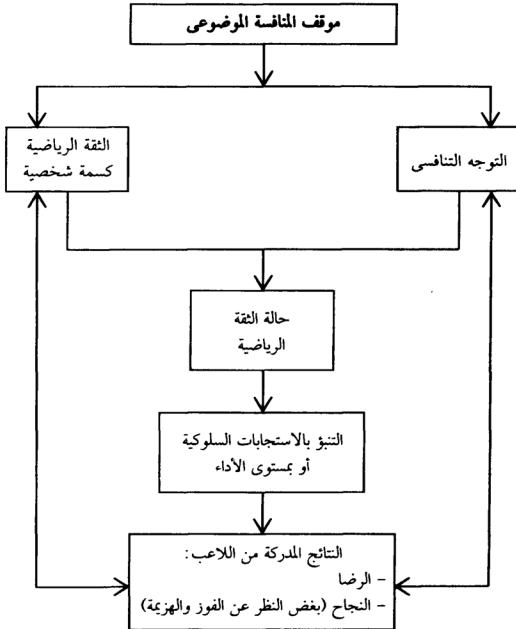 موقف المنافسة الموضوعى
الثقة الرياضية
كسمة شخصية
التوجه التنافسى
حالة الثقة
الرياضية
التنبؤ بالاستجابات السلوكية
أو بمستوى الأداء
النتائج المدركة من اللاعب:
– الرضا
– النجاح (بغض النظر عن الفوز والهزيمة)